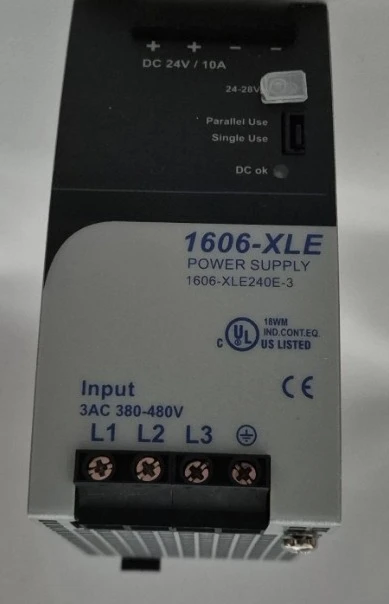 + + − −
DC 24V / 10A
24-28V
Parallel Use
Single Use
DC ok
1606-XLE
POWER SUPPLY
1606-XLE240E-3
18WM
IND.CONT.EQ.
C UL US LISTED
CE
Input
3AC 380-480V
L1 L2 L3